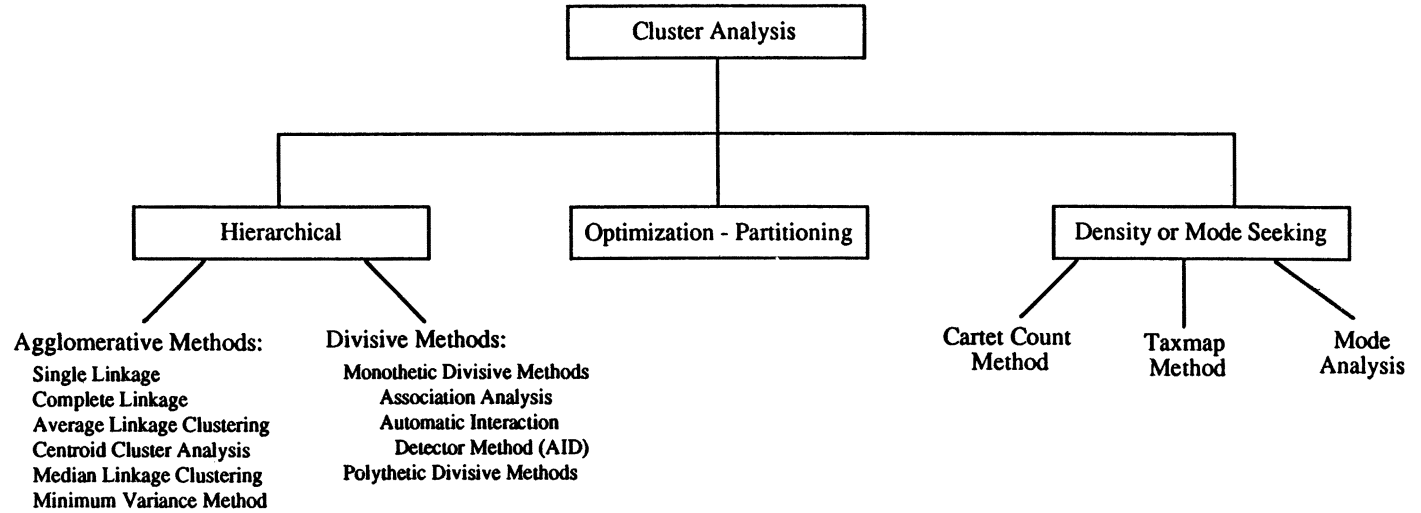 Cluster Analysis
Hierarchical
Optimization - Partitioning
Density or Mode Seeking
Agglomerative Methods:
Single Linkage
Complete Linkage
Average Linkage Clustering
Centroid Cluster Analysis
Median Linkage Clustering
Minimum Variance Method
Divisive Methods:
Monothetic Divisive Methods
Association Analysis
Automatic Interaction
Detector Method (AID)
Polythetic Divisive Methods
Cartet Count
Method
Taxmap
Method
Mode
Analysis